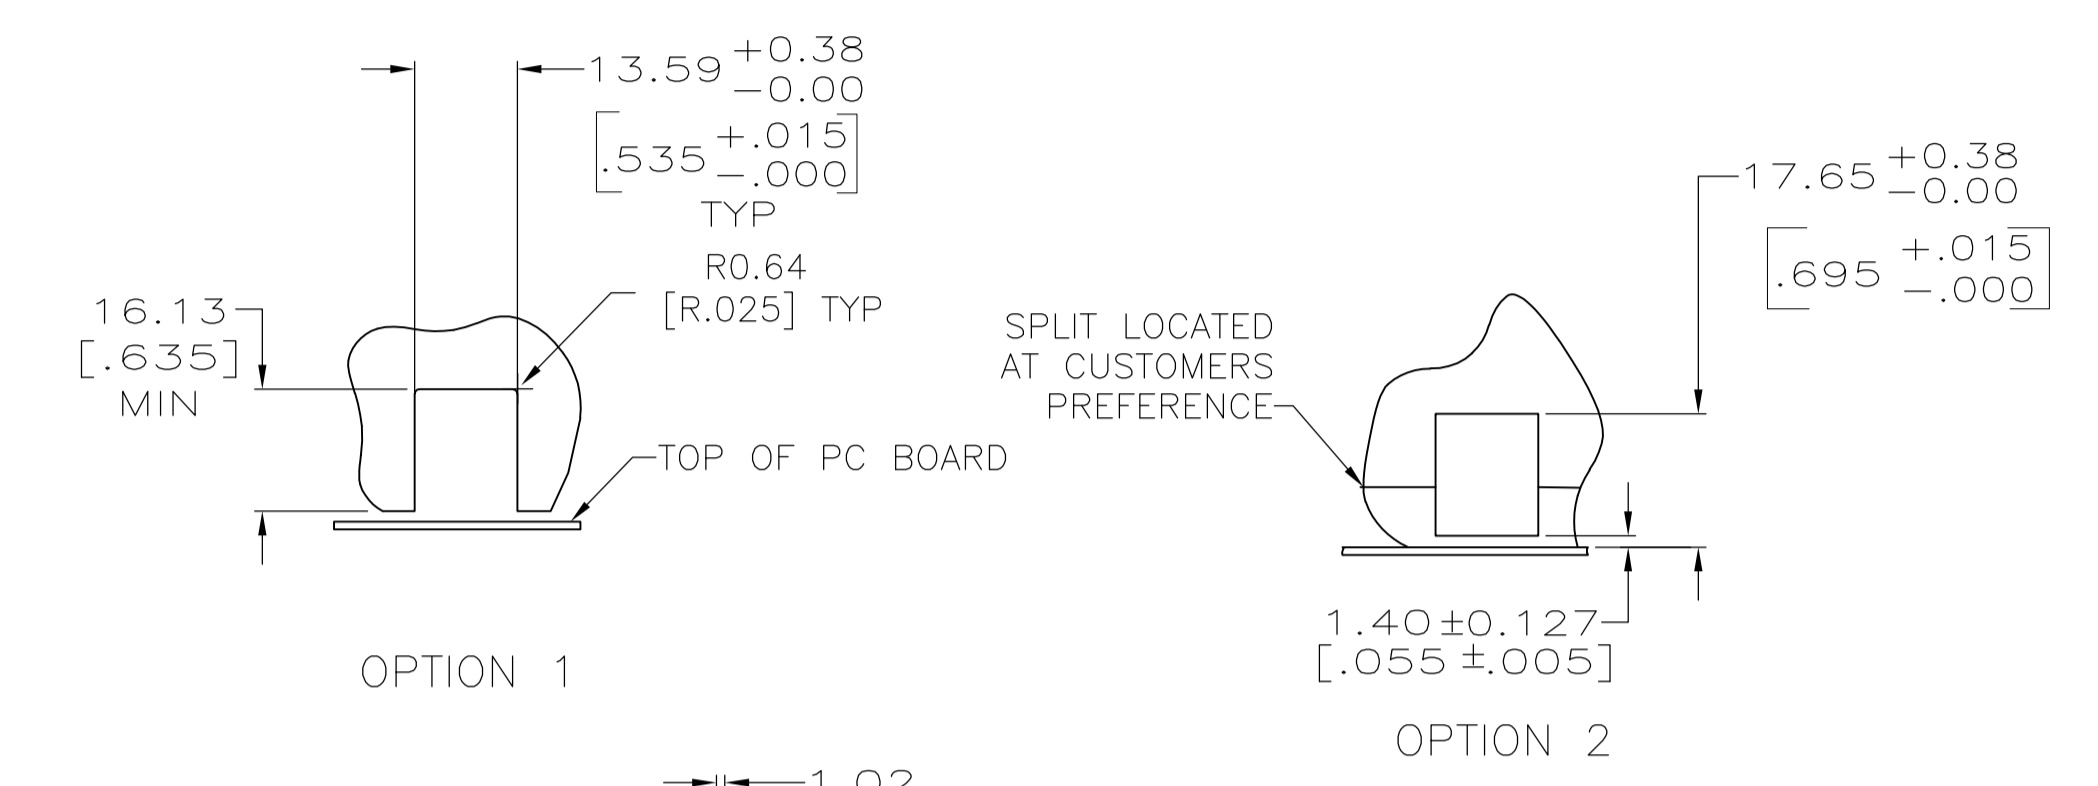 13.59 +0.38
-0.00
[.535 +.015
-.000]
TYP
R0.64
[R.025] TYP
16.13
[.635]
MIN
TOP OF PC BOARD
OPTION 1
17.65 +0.38
-0.00
[.695 +.015
-.000]
SPLIT LOCATED
AT CUSTOMERS
PREFERENCE
1.40±0.127
[.055±.005]
OPTION 2
1.02